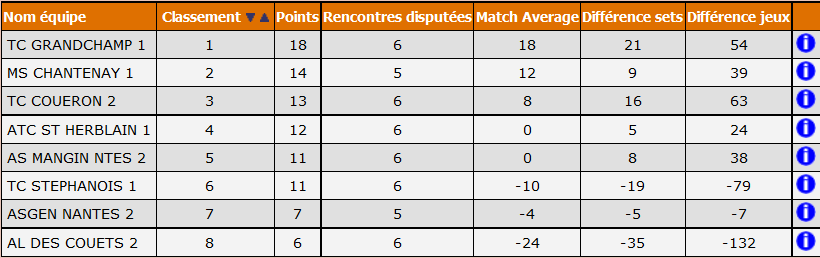 Nom équipe Classement ▼▲ Points Rencontres disputées Match Average Différence sets Différence jeux
TC GRANDCHAMP 1 1 18 6 18 21 54 i
MS CHANTENAY 1 2 14 5 12 9 39 i
TC COUERON 2 3 13 6 8 16 63 i
ATC ST HERBLAIN 1 4 12 6 0 5 24 i
AS MANGIN NTES 2 5 11 6 0 8 38 i
TC STEPHANOIS 1 6 11 6 -10 -19 -79 i
ASGEN NANTES 2 7 7 5 -4 -5 -7 i
AL DES COUETS 2 8 6 6 -24 -35 -132 i